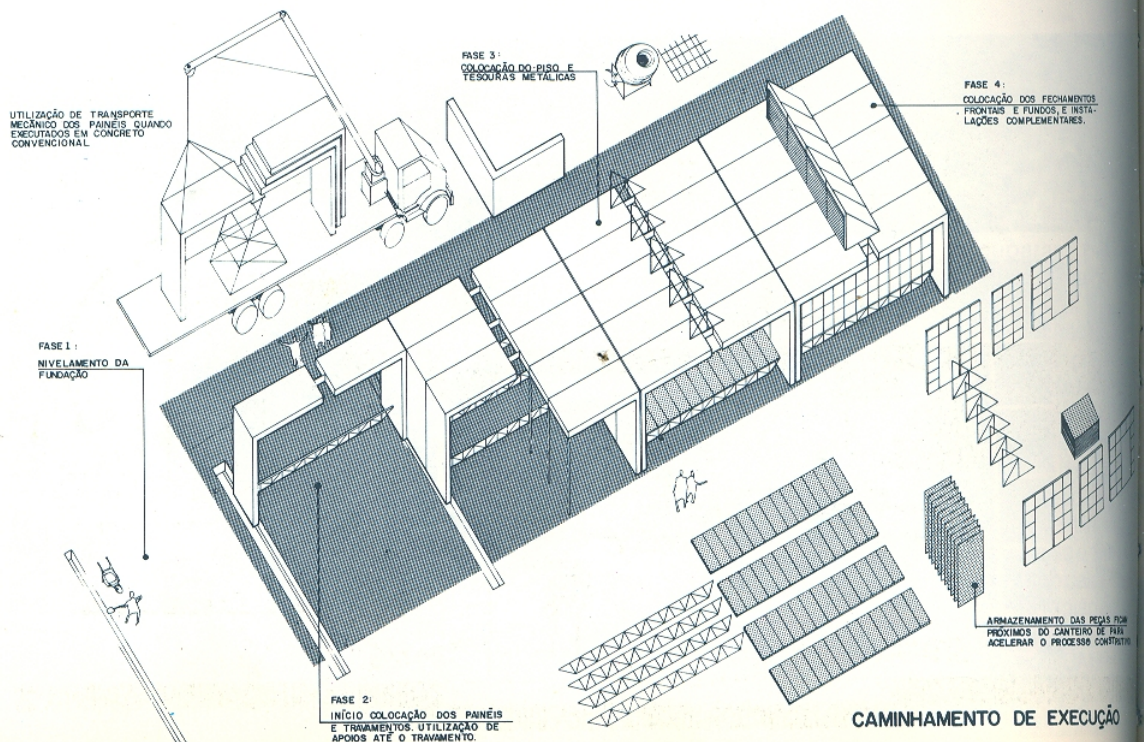 UTILIZAÇÃO DE TRANSPORTE
MECÂNICO DOS PAINÉIS QUANDO
EXECUTADOS EM CONCRETO
CONVENCIONAL
FASE 3:
COLOCAÇÃO DO PISO E
TESOURAS METÁLICAS
FASE 4:
COLOCAÇÃO DOS FECHAMENTOS
FRONTAIS E FUNDOS, E INSTA-
LAÇÕES COMPLEMENTARES.
FASE 1:
NIVELAMENTO DA
FUNDAÇÃO
FASE 2:
INÍCIO COLOCAÇÃO DOS PAINÉIS
E TRAVAMENTOS. UTILIZAÇÃO DE
APOIOS ATÉ O TRAVAMENTO.
ARMAZENAMENTO DAS PEÇAS
PRÓXIMOS DO CANTEIRO DE PARA
ACELERAR O PROCESSO
CAMINHAMENTO DE EXECUÇÃO